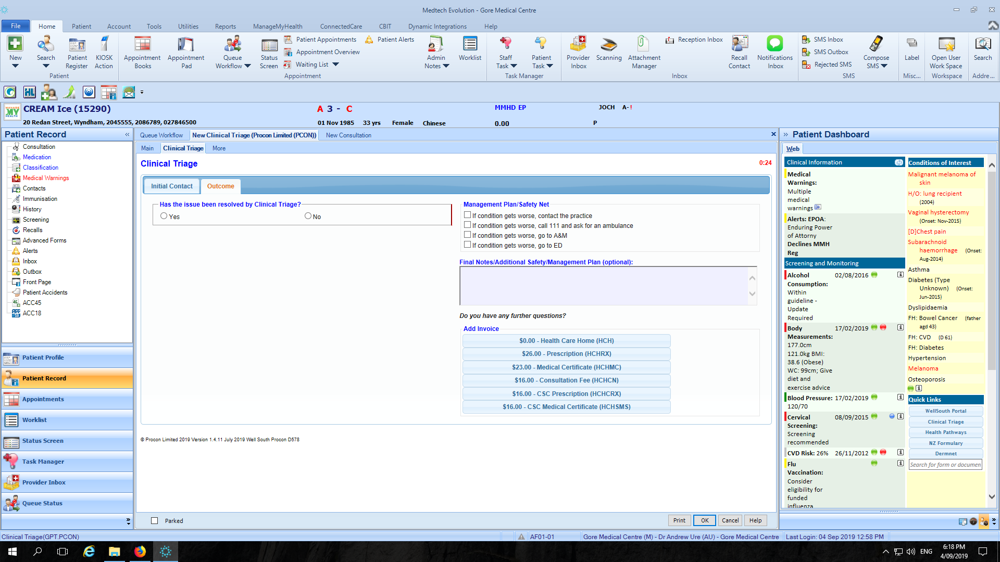 Medtech Evolution - Gore Medical Centre
File Home Patient Account Tools Utilities Reports ManageMyHealth ConnectedCare CBIT Dynamic Integrations Help
New
Search
Patient Register
KIOSK Action
Patient
Appointment Books
Appointment Pad
Queue Workflow
Status Screen
Patient Appointments
Appointment Overview
Waiting List
Patient Alerts
Admin Notes
Worklist
Appointment
Staff Task
Patient Task
Task Manager
Provider Inbox
Scanning
Attachment Manager
Reception Inbox
Recall Contact
Notifications Inbox
Inbox
SMS Inbox
SMS Outbox
Rejected SMS
Compose SMS
SMS
Label
Misc...
Open User Work Space
Workspace
Search
Addre...
HL
MANAGE MY HEALTH
CREAM Ice (15290)
A 3 - C
MMHD EP
JOCH A-!
20 Redan Street, Wyndham, 2045555, 2086789, 027846500
01 Nov 1985 33 yrs Female Chinese
0.00
P
Patient Record
Consultation
Medication
Classification
Medical Warnings
Contacts
Immunisation
History
Screening
Recalls
Advanced Forms
Alerts
Inbox
Outbox
Front Page
Patient Accidents
ACC45
ACC18
Patient Profile
Patient Record
Appointments
Worklist
Status Screen
Task Manager
Provider Inbox
Queue Status
Queue Workflow New Clinical Triage (Procon Limited (PCON)) New Consultation
Main Clinical Triage More
Clinical Triage
0:24
Initial Contact Outcome
Has the issue been resolved by Clinical Triage?
Yes No
Management Plan/Safety Net
If condition gets worse, contact the practice
If condition gets worse, call 111 and ask for an ambulance
If condition gets worse, go to A&M
If condition gets worse, go to ED
Final Notes/Additional Safety/Management Plan (optional):
Do you have any further questions?
Add Invoice
$0.00 - Health Care Home (HCH)
$26.00 - Prescription (HCHRX)
$23.00 - Medical Certificate (HCHMC)
$16.00 - Consultation Fee (HCHCN)
$16.00 - CSC Prescription (HCHCRX)
$16.00 - CSC Medical Certificate (HCHSMS)
© Procon Limited 2019 Version 1.4.11 July 2019 Well South Procon D578
Parked
Print OK Cancel Help
Patient Dashboard
Web
Clinical Information
Medical
Warnings:
Multiple
medical
warnings
Alerts: EPOA:
Enduring Power
of Attorny
Declines MMH
Reg
Screening and Monitoring
Alcohol 02/08/2016
Consumption:
Within
guideline -
Update
Required
Body 17/02/2019
Measurements:
177.0cm
121.0kg BMI:
38.6 (Obese)
WC: 99cm; Give
diet and
exercise advice
Blood Pressure: 17/02/2019
120/70
Cervical 08/09/2015
Screening:
Screening
recommended
CVD Risk: 26% 26/11/2012
Flu
Vaccination:
Consider
eligibility for
funded
influenza
Conditions of Interest
Malignant melanoma of
skin
H/O: lung recipient
(2004)
Vaginal hysterectomy
(Onset: Nov-2015)
[D]Chest pain
Subarachnoid
haemorrhage (Onset:
Aug-2014)
Asthma
Diabetes (Type
Unknown) (Onset:
Jun-2015)
Dyslipidaemia
FH: Bowel Cancer (father
agd 43)
FH: CVD (D 61)
FH: Diabetes
Hypertension
Melanoma
Osteoporosis
Quick Links
WellSouth Portal
Clinical Triage
Health Pathways
NZ Formulary
Dermnet
Search for form or documen
Clinical Triage(GPT.PCON)
AF01-01
Gore Medical Centre (M) - Dr Andrew Ure (AU) - Gore Medical Centre
Last Login: 04 Sep 2019 12:58 PM
ENG
6:18 PM
4/09/2019